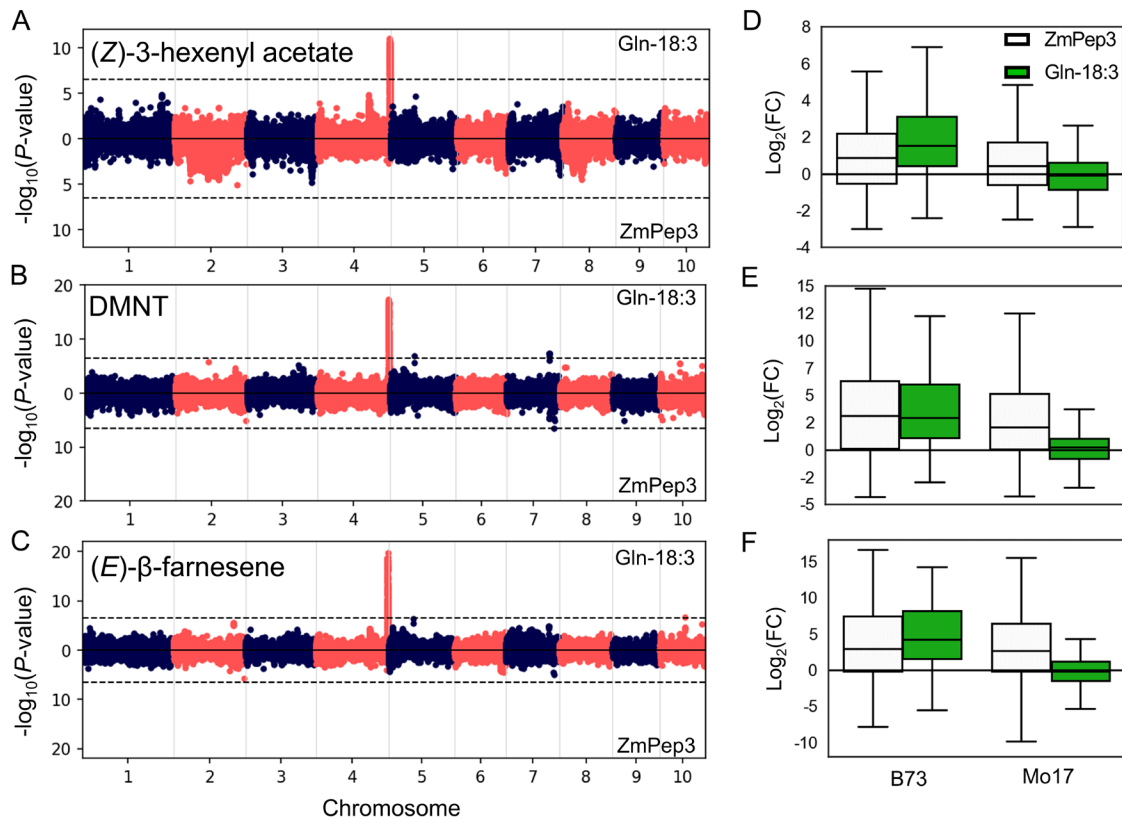 A
(Z)-3-hexenyl acetate
Gln-18:3
10
5
0
5
10
-log10(P-value)
ZmPep3
1 2 3 4 5 6 7 8 9 10
B
DMNT
Gln-18:3
20
10
0
10
20
-log10(P-value)
ZmPep3
1 2 3 4 5 6 7 8 9 10
C
(E)-β-farnesene
Gln-18:3
20
10
0
10
20
-log10(P-value)
ZmPep3
1 2 3 4 5 6 7 8 9 10
Chromosome
D
ZmPep3
Gln-18:3
8
6
4
2
0
-2
-4
Log2(FC)
E
15
12
10
7
5
2
0
-2
-5
Log2(FC)
F
15
10
5
0
-5
-10
Log2(FC)
B73 Mo17